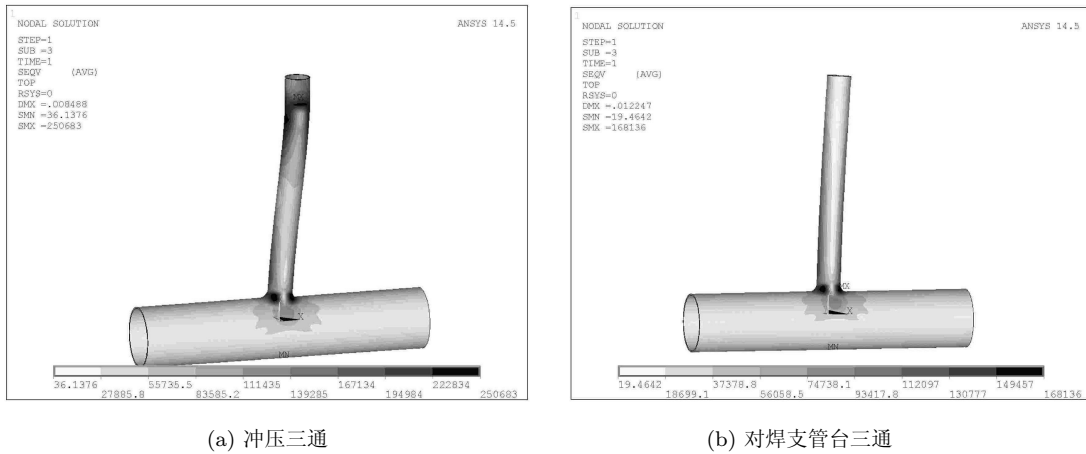 1
NODAL SOLUTION
ANSYS 14.5
STEP=1
SUB =3
TIME=1
SEQV (AVG)
TOP
RSYS=0
DMX =.008488
SMN =36.1376
SMX =250683
MX
X
MN
36.1376 55735.5 111435 167134 222834
27885.8 83585.2 139285 194984 250683
(a) 冲压三通
1
NODAL SOLUTION
ANSYS 14.5
STEP=1
SUB =3
TIME=1
SEQV (AVG)
TOP
RSYS=0
DMX =.012247
SMN =19.4642
SMX =168136
MX
X
MN
19.4642 37378.8 74738.1 112097 149457
18699.1 56058.5 93417.8 130777 168136
(b) 对焊支管台三通